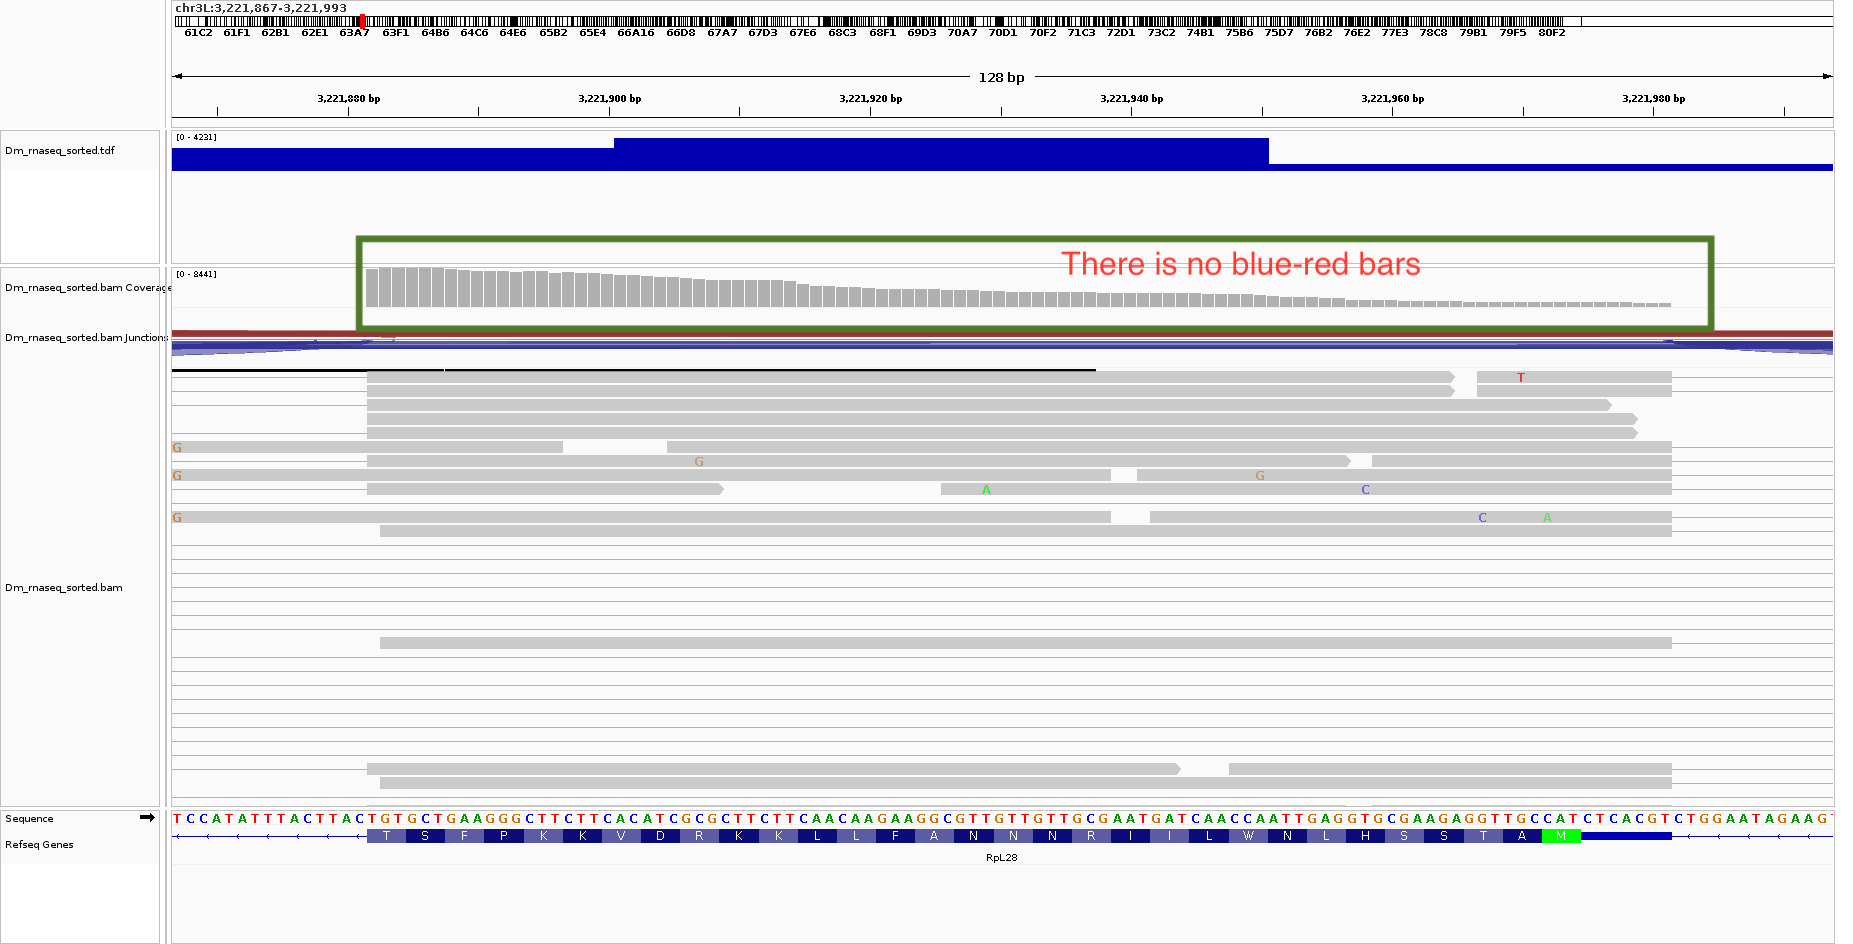 chr3L:3,221,867-3,221,993
61C2 61F1 62B1 62E1 63A7 63F1 64B6 64C6 64E6 65B2 65E4 66A16 66D8 67A7 67D3 67E6 68C3 68F1 69D3 70A7 70D1 70F2 71C3 72D1 73C2 74B1 75B6 75D7 76B2 76E2 77E3 78C8 79B1 79F5 80F2
128 bp
3,221,880 bp 3,221,900 bp 3,221,920 bp 3,221,940 bp 3,221,960 bp 3,221,980 bp
[0 - 4231]
Dm_rnaseq_sorted.tdf
There is no blue-red bars
[0 - 8441]
Dm_rnaseq_sorted.bam Coverage
Dm_rnaseq_sorted.bam Junctions
T
G
G
G G
A C
G C A
Dm_rnaseq_sorted.bam
Sequence
T C C A T A T T T A C T T A C T G T G C T G A A G G G C T T C T T C A C A T C G C G C T T C T T C A A C A A G A A G G C G T T G T T G T T G C G A A T G A T C A A C C A A T T G A G G T G C G A A G A G G T T G C C A T C T C A C G T C T G G A A T A G A A G
Refseq Genes
T S F P K K V D R K K L L F A N N N R I I L W N L H S S T A M
RpL28